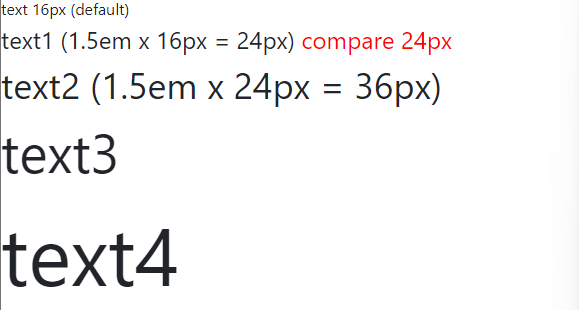 text 16px (default)
text1 (1.5em x 16px = 24px) compare 24px
text2 (1.5em x 24px = 36px)
text3
text4